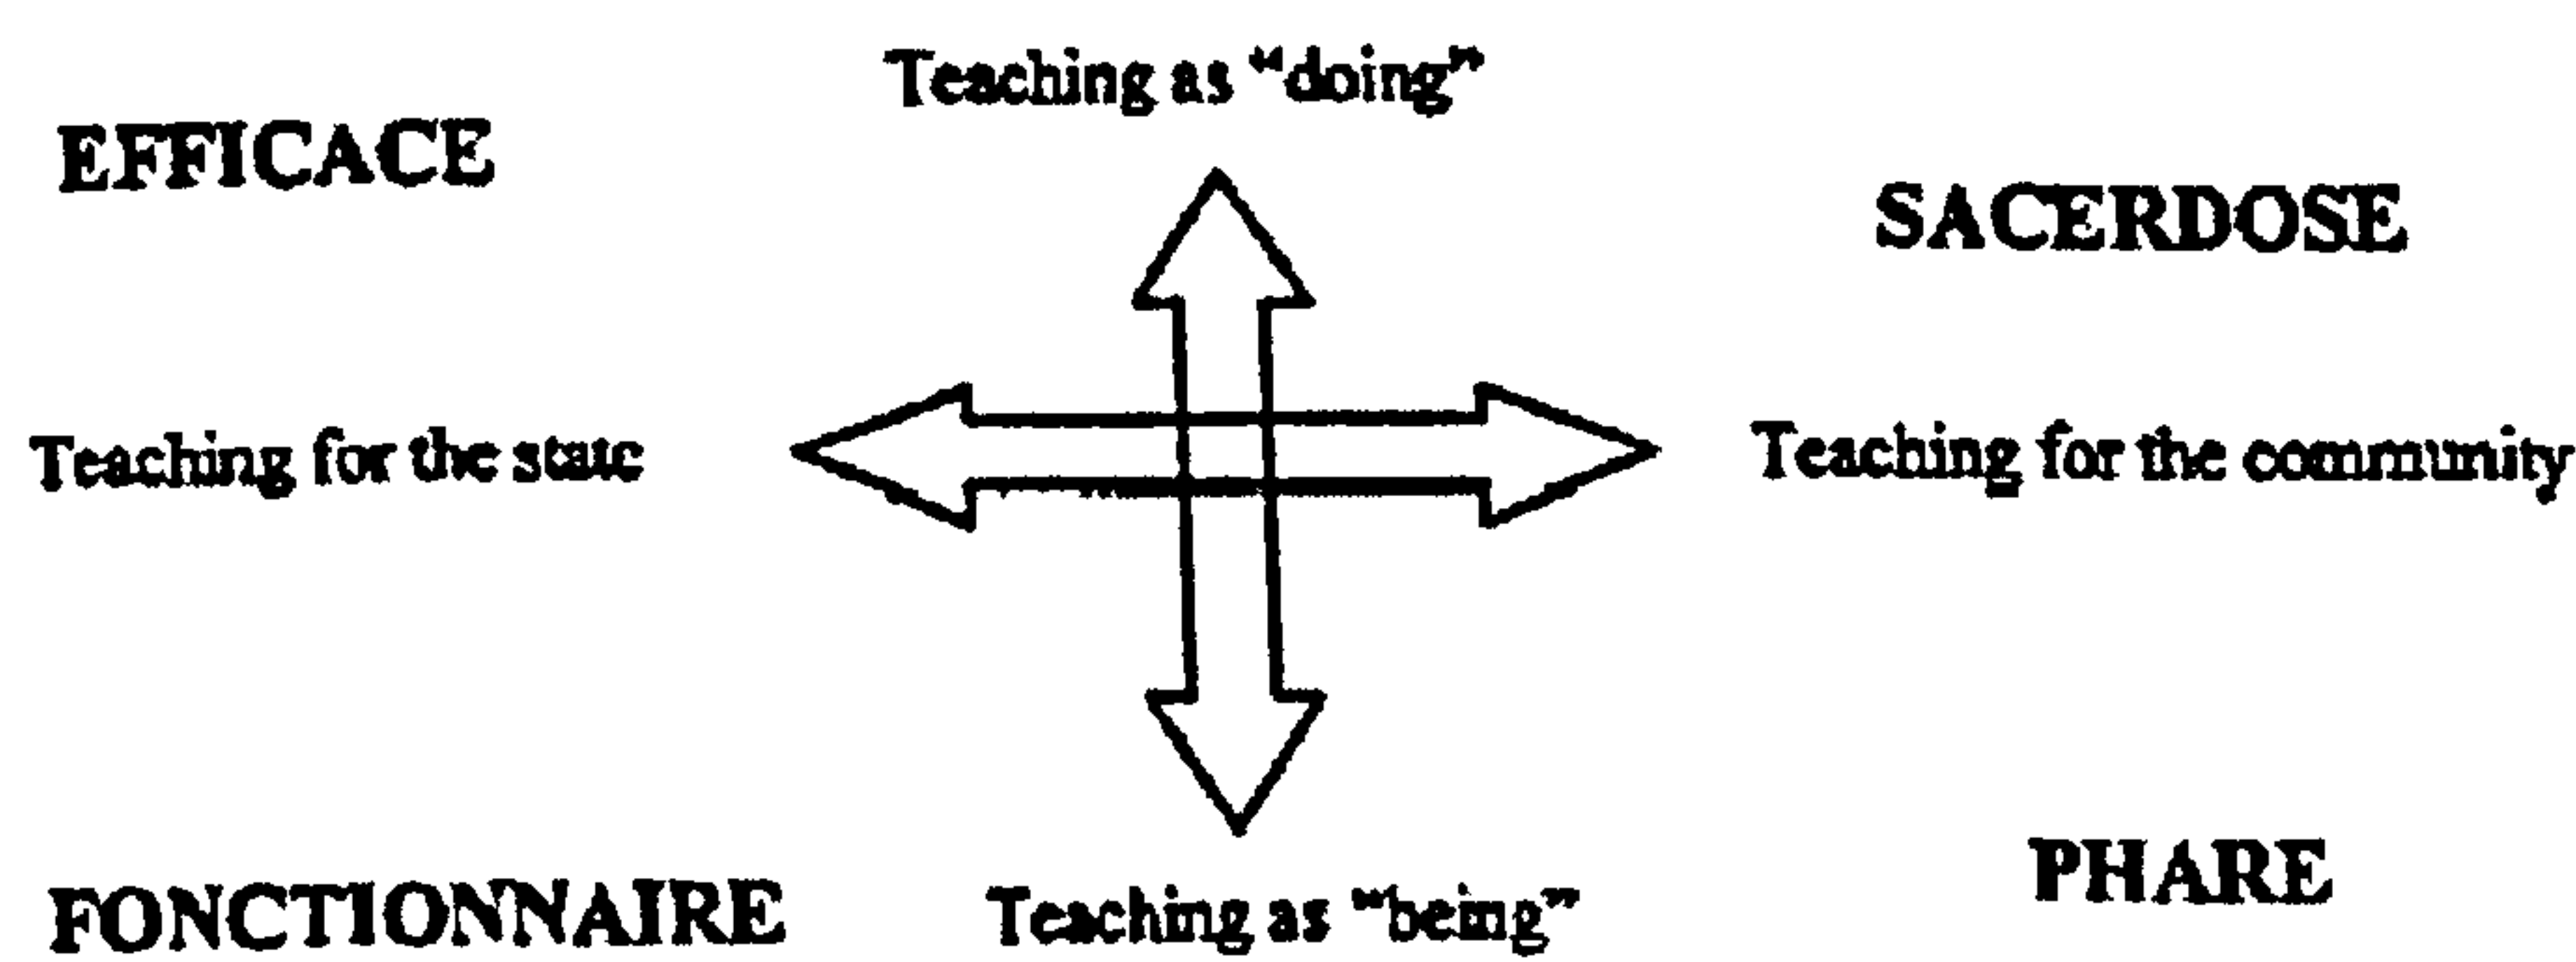 Teaching as “doing”
EFFICACE
SACERDOSE
Teaching for the state
Teaching for the community
PHARE
FONCTIONNAIRE
Teaching as “being”